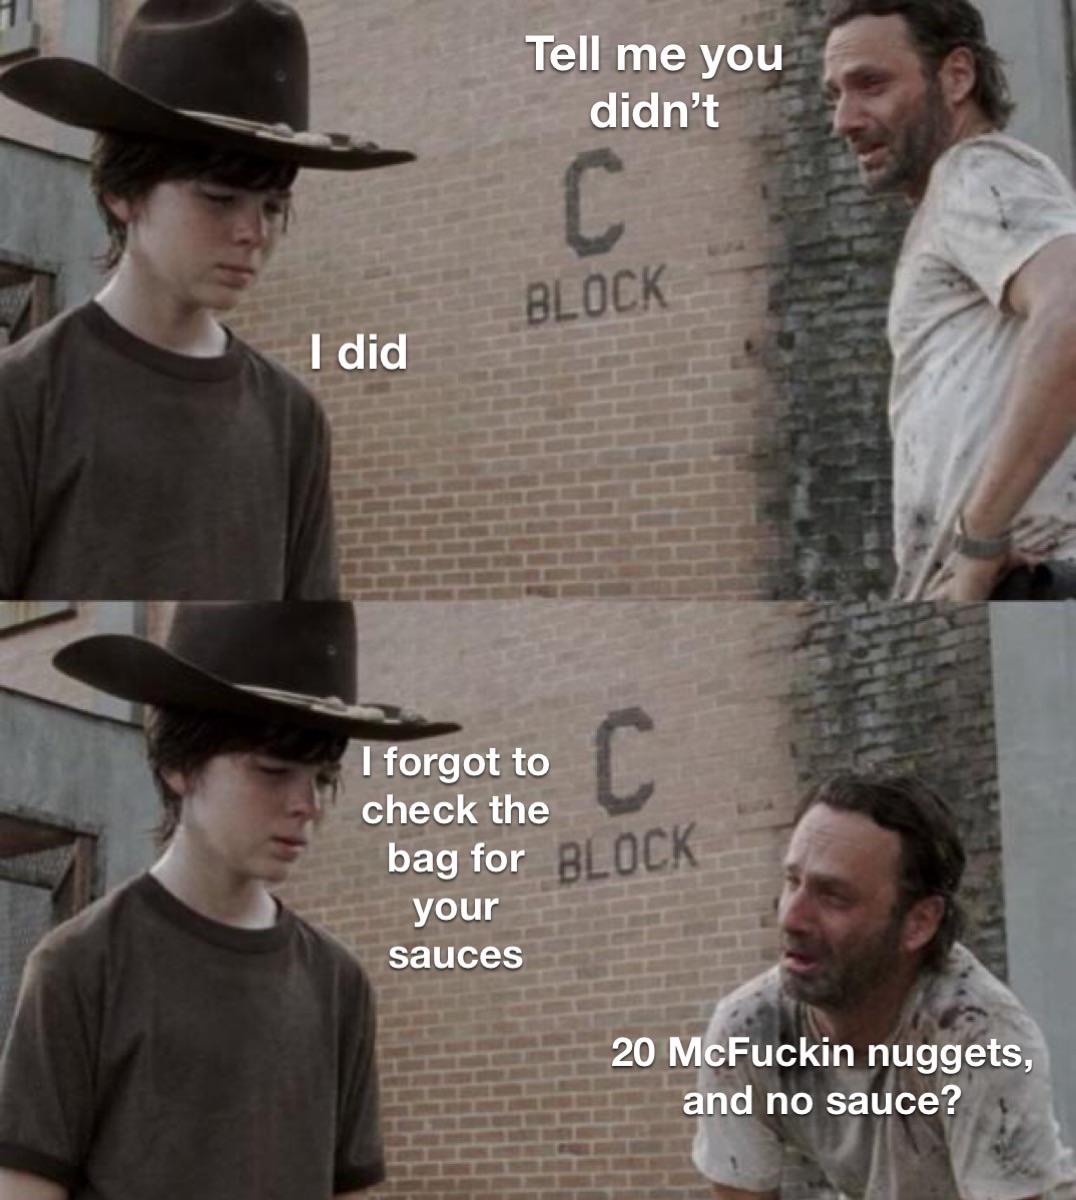 Tell me you
didn’t
C
BLOCK
I did
I forgot to
check the
bag for
your
sauces
C
BLOCK
20 McFuckin nuggets,
and no sauce?